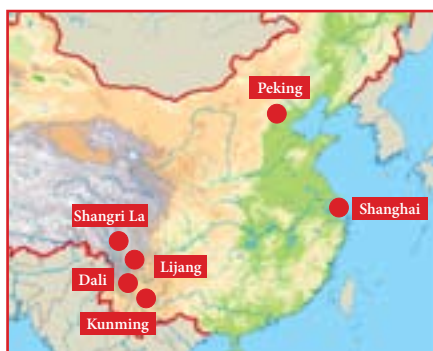 Peking
Shanghai
Shangri La
Lijang
Dali
Kunming